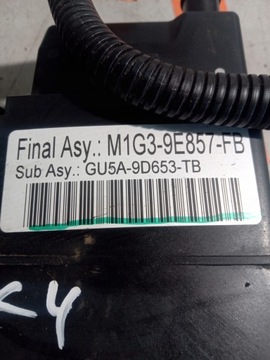 Final Asy.: M1G3-9E857-FB
Sub Asy.: GU5A-9D653-TB